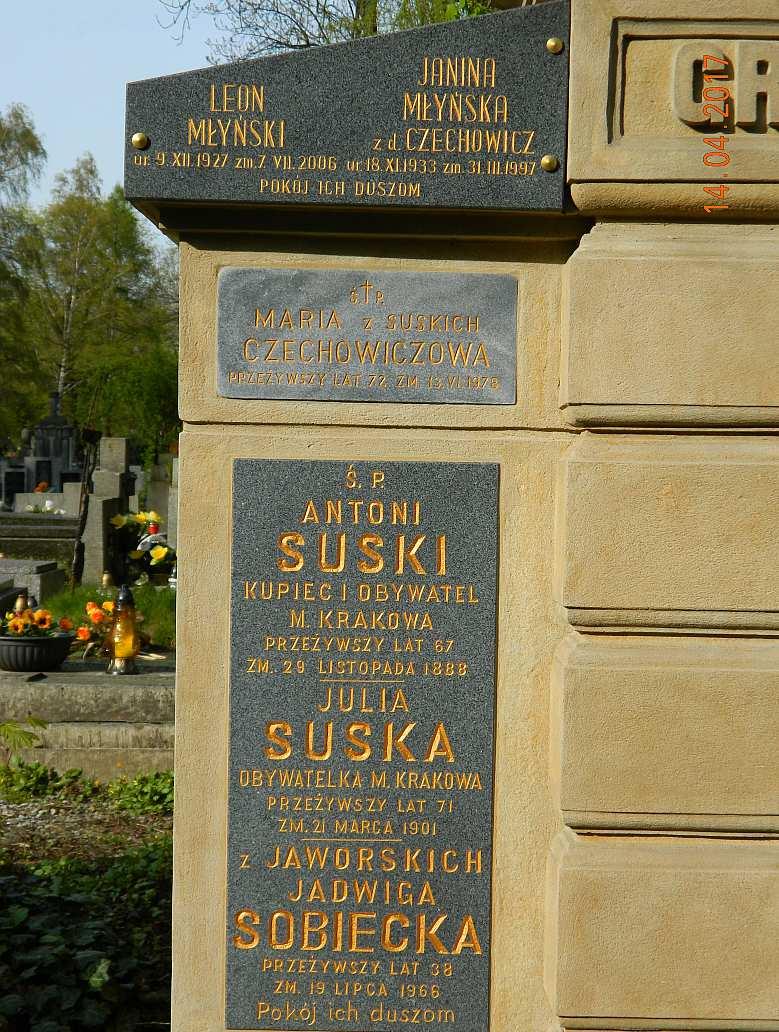 LEON
MŁYŃSKI
ur. 9.XII.1927 zm.7.VII.2006
JANINA
MŁYŃSKA
z d. CZECHOWICZ
ur.18.XI.1933 zm.31.III.1997
POKÓJ ICH DUSZOM
GR
14.04.2017
Ś†P.
MARIA z SUSKICH
CZECHOWICZOWA
PRZEŻYWSZY LAT 72 ZM. 13.VI.1978
Ś. P.
ANTONI
SUSKI
KUPIEC I OBYWATEL
M. KRAKOWA
PRZEŻYWSZY LAT 67
ZM. 29 LISTOPADA 1888
JULIA
SUSKA
OBYWATELKA M. KRAKOWA
PRZEŻYWSZY LAT 71
ZM. 21 MARCA 1901
z JAWORSKICH
JADWIGA
SOBIECKA
PRZEŻYWSZY LAT 38
ZM. 19 LIPCA 1966
Pokój ich duszom